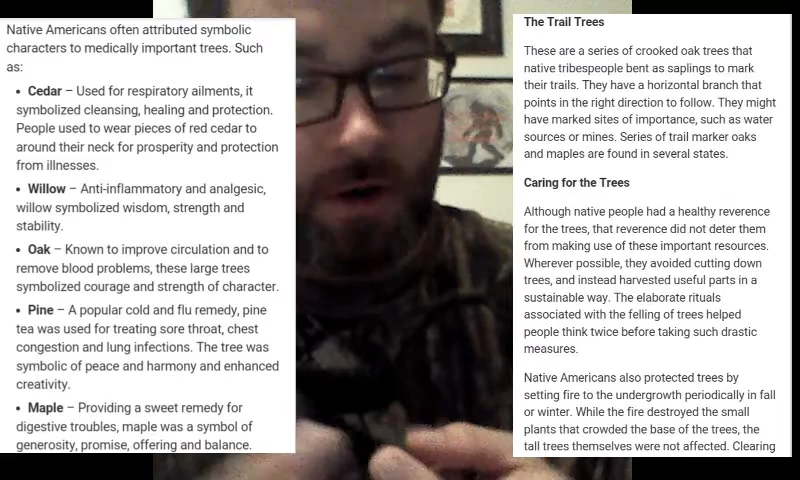 Native Americans often attributed symbolic
characters to medically important trees. Such
as:
• Cedar – Used for respiratory ailments, it
symbolized cleansing, healing and protection.
People used to wear pieces of red cedar to
around their neck for prosperity and protection
from illnesses.
• Willow – Anti-inflammatory and analgesic,
willow symbolized wisdom, strength and
stability.
• Oak – Known to improve circulation and to
remove blood problems, these large trees
symbolized courage and strength of character.
• Pine – A popular cold and flu remedy, pine
tea was used for treating sore throat, chest
congestion and lung infections. The tree was
symbolic of peace and harmony and enhanced
creativity.
• Maple – Providing a sweet remedy for
digestive troubles, maple was a symbol of
generosity, promise, offering and balance.
The Trail Trees
These are a series of crooked oak trees that
native tribespeople bent as saplings to mark
their trails. They have a horizontal branch that
points in the right direction to follow. They might
have marked sites of importance, such as water
sources or mines. Series of trail marker oaks
and maples are found in several states.
Caring for the Trees
Although native people had a healthy reverence
for the trees, that reverence did not deter them
from making use of these important resources.
Wherever possible, they avoided cutting down
trees, and instead harvested useful parts in a
sustainable way. The elaborate rituals
associated with the felling of trees helped
people think twice before taking such drastic
measures.
Native Americans also protected trees by
setting fire to the undergrowth periodically in fall
or winter. While the fire destroyed the small
plants that crowded the base of the trees, the
tall trees themselves were not affected. Clearing